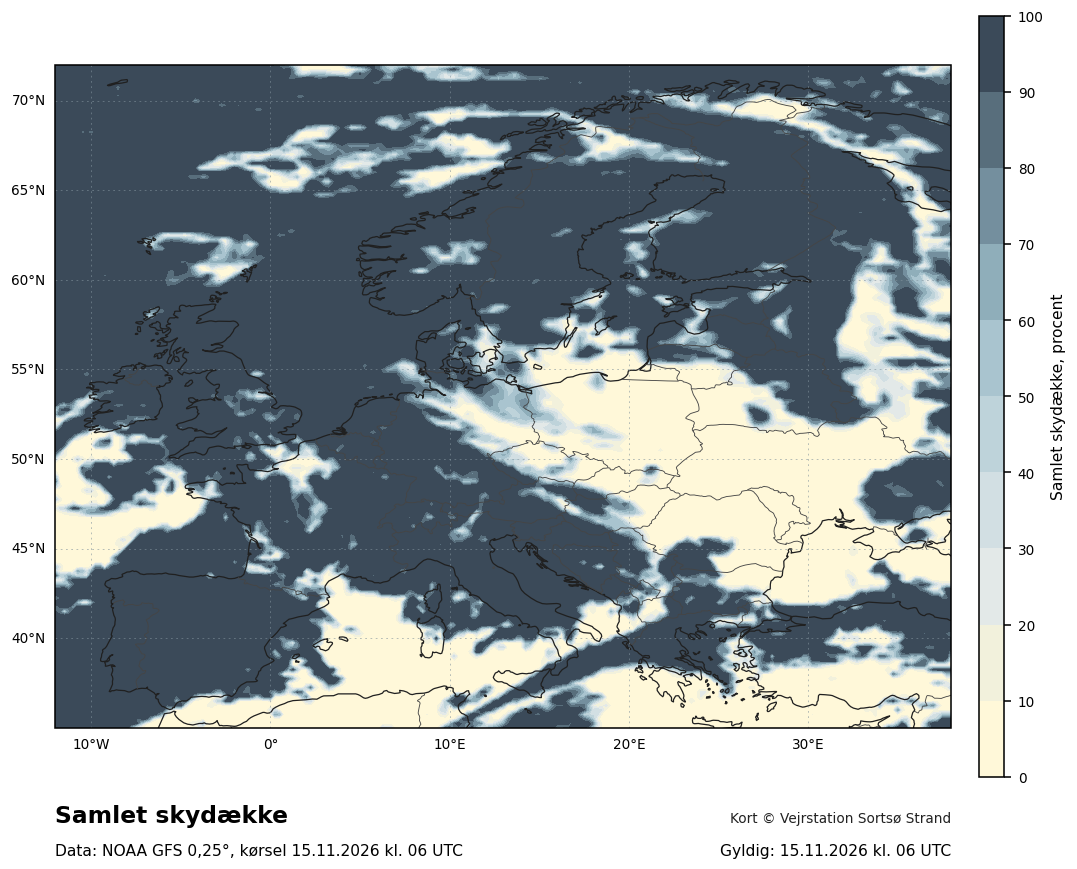 70°N
65°N
60°N
55°N
50°N
45°N
40°N
10°W
0°
10°E
20°E
30°E
100
90
80
70
60
50
40
30
20
10
0
Samlet skydække, procent
Samlet skydække
Kort © Vejrstation Sortsø Strand
Data: NOAA GFS 0,25°, kørsel 15.11.2026 kl. 06 UTC
Gyldig: 15.11.2026 kl. 06 UTC